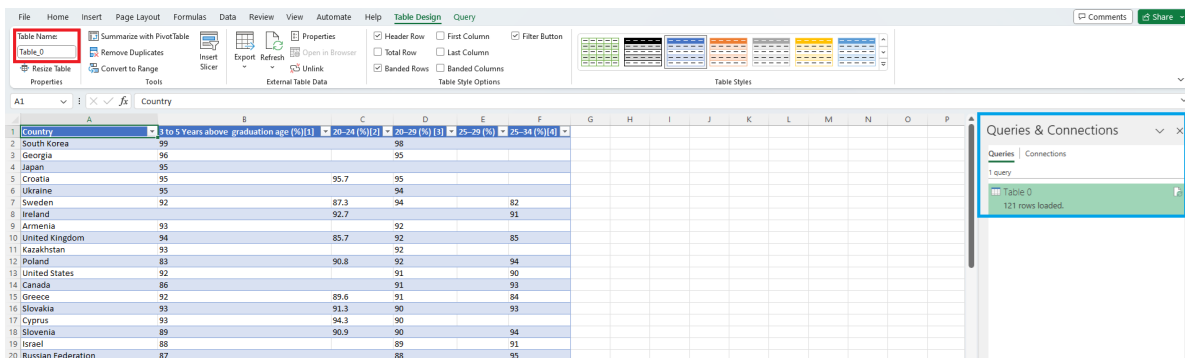 File Home Insert Page Layout Formulas Data Review View Automate Help Table Design Query Comments Share
Table Name: Summarize with PivotTable Properties Header Row First Column Filter Button
Table_0 Remove Duplicates Insert Slicer Export Refresh Open in Browser Total Row Last Column
Resize Table Convert to Range Unlink Banded Rows Banded Columns
Properties Tools External Table Data Table Style Options Table Styles
A1 fx Country
A B C D E F G H I J K L M N O P
1 Country 3 to 5 Years above graduation age (%)[1] 20–24 (%)[2] 20–29 (%) [3] 25–29 (%) 25–34 (%)[4]
2 South Korea 99 98
3 Georgia 96 95
4 Japan 95
5 Croatia 95 95.7 95
6 Ukraine 95 94
7 Sweden 92 87.3 94 82
8 Ireland 92.7 91
9 Armenia 93 92
10 United Kingdom 94 85.7 92 85
11 Kazakhstan 93 92
12 Poland 83 90.8 92 94
13 United States 92 91 90
14 Canada 86 91 93
15 Greece 92 89.6 91 84
16 Slovakia 93 91.3 90 93
17 Cyprus 93 94.3 90
18 Slovenia 89 90.9 90 94
19 Israel 88 89 91
20 Russian Federation 87 88 95
Queries & Connections
Queries Connections
1 query
Table 0
121 rows loaded.